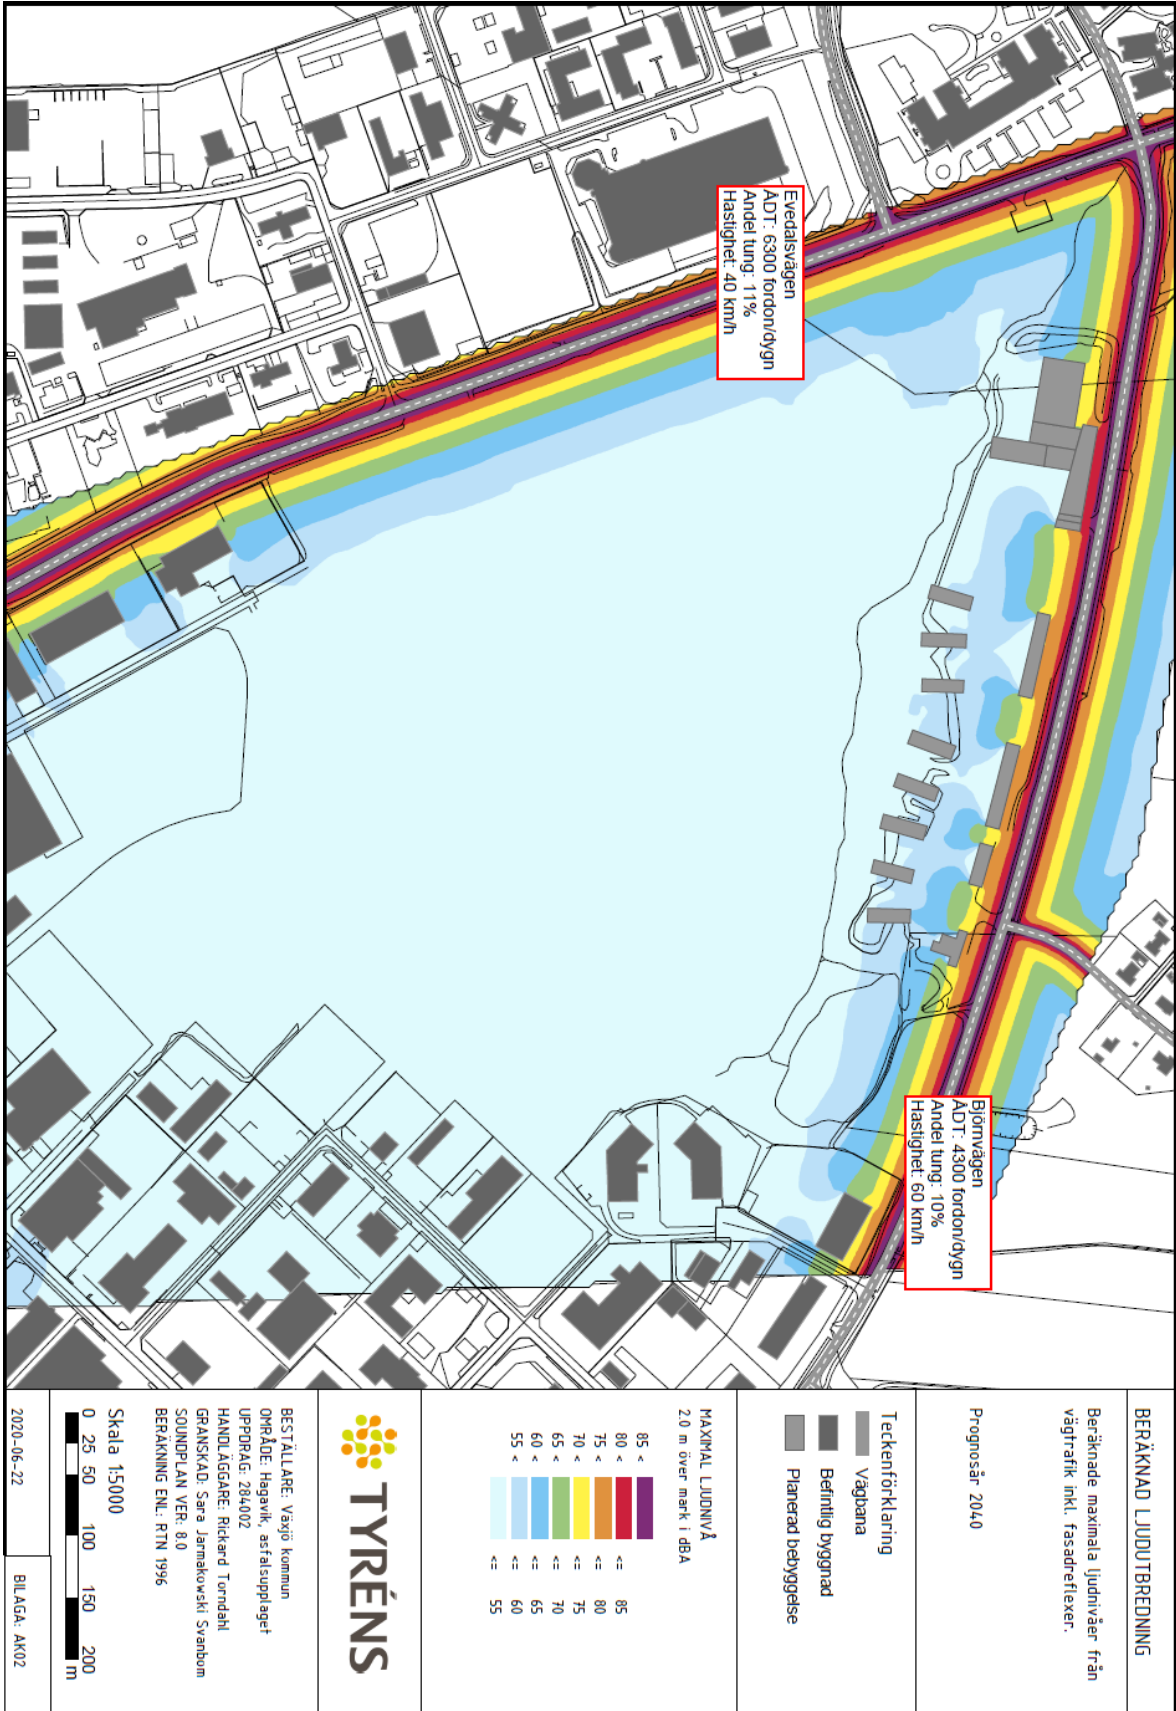 Evedalsvägen
ÅDT: 6300 fordon/dygn
Andel tung: 11%
Hastighet: 40 km/h
Björnvägen
ÅDT: 4300 fordon/dygn
Andel tung: 10%
Hastighet: 60 km/h
BERÄKNAD LJUDUTBREDNING
Beräknade maximala ljudnivåer från
vägtrafik inkl. fasadreflexer.
Prognosår 2040
Teckenförklaring
Vägbana
Befintlig byggnad
Planerad bebyggelse
MAXIMAL LJUDNIVÅ
2.0 m över mark i dBA
85 <
80 < <= 85
75 < <= 80
70 < <= 75
65 < <= 70
60 < <= 65
55 < <= 60
<= 55
TYRÉNS
BESTÄLLARE: Växjö kommun
OMRÅDE: Hagavik, asfaltsupplaget
UPPDRAG: 284002
HANDLÄGGARE: Rickard Torndahl
GRANSKAD: Sara Jarmakowski Svanbom
SOUNDPLAN VER: 8.0
BERÄKNING ENL: RTN 1996
Skala 1:5000
0 25 50 100 150 200
m
2020-06-22
BILAGA: AK02